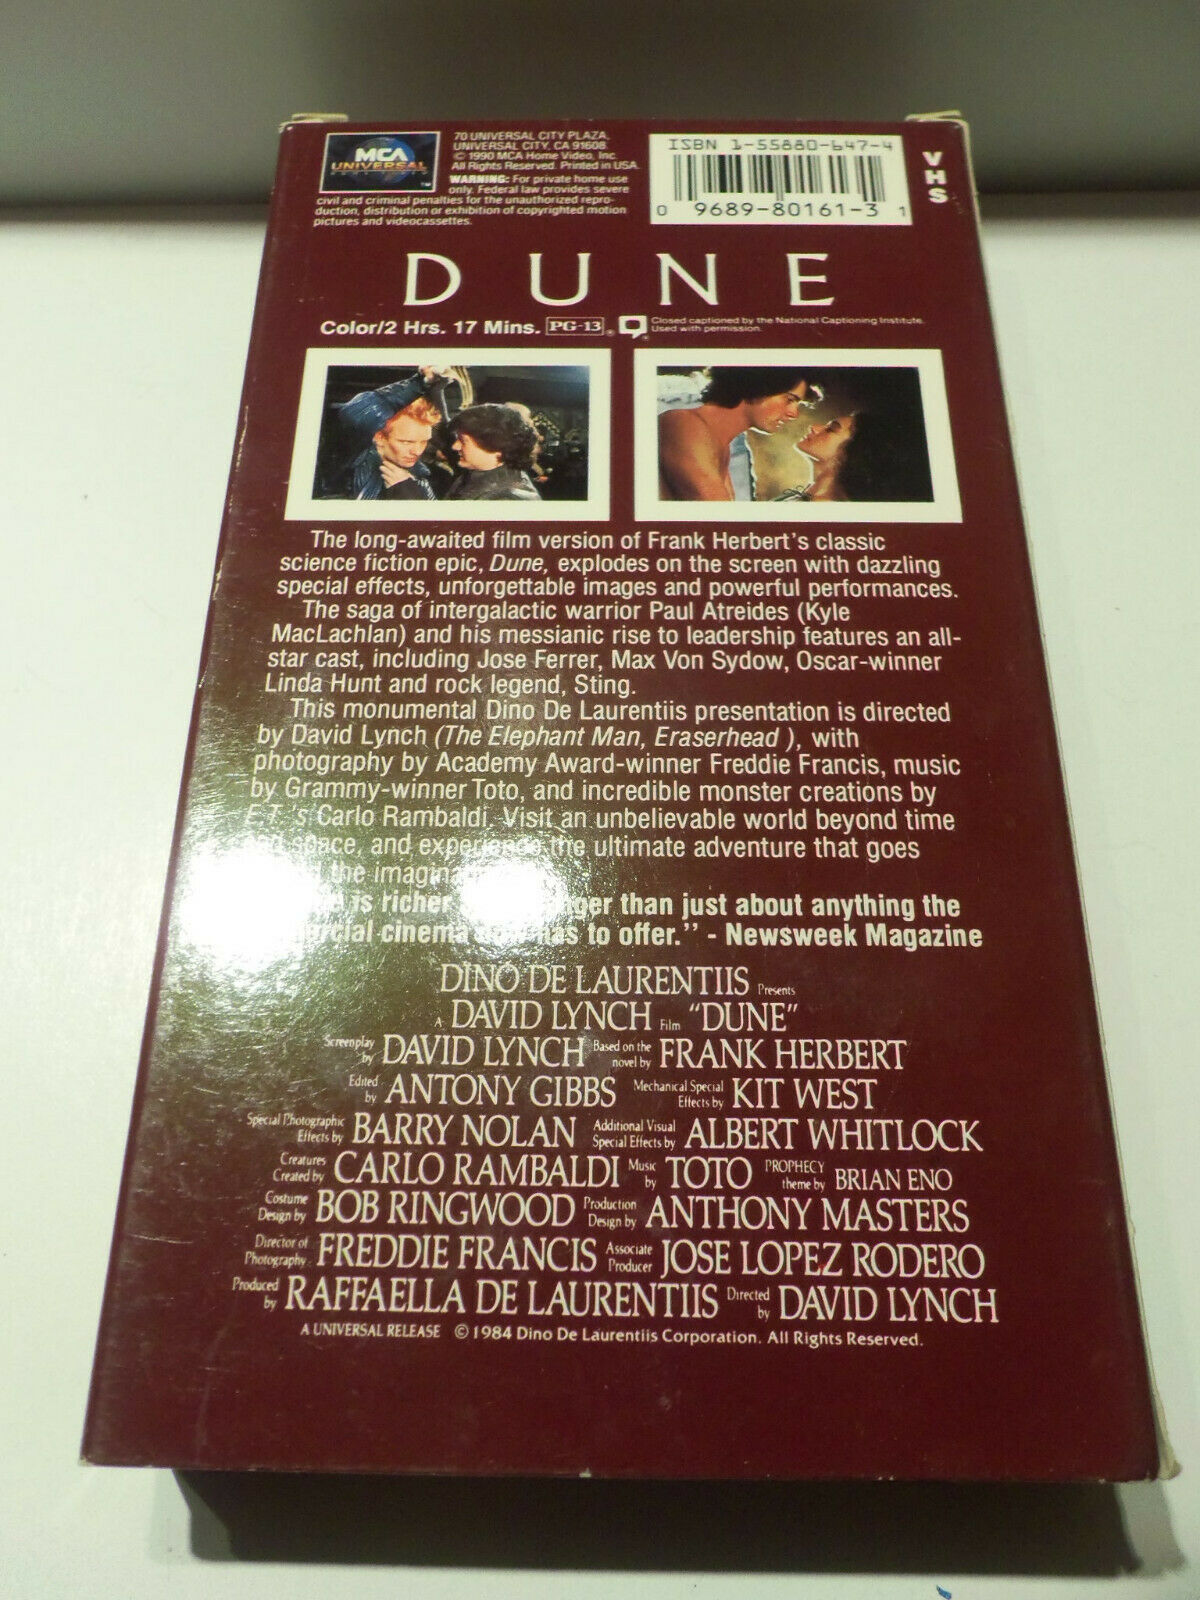 MCA
UNIVERSAL
TM
70 UNIVERSAL CITY PLAZA,
UNIVERSAL CITY, CA 91608.
© 1990 MCA Home Video, Inc.
All Rights Reserved. Printed in USA.
WARNING: For private home use
only. Federal law provides severe
civil and criminal penalties for the unauthorized repro-
duction, distribution or exhibition of copyrighted motion
pictures and videocassettes.
ISBN 1-55880-647-4
0 9689-80161-3 1
VHS
DUNE
Color/2 Hrs. 17 Mins. PG-13 ®
Closed captioned by the National Captioning Institute.
Used with permission.
The long-awaited film version of Frank Herbert's classic
science fiction epic, Dune, explodes on the screen with dazzling
special effects, unforgettable images and powerful performances.
The saga of intergalactic warrior Paul Atreides (Kyle
MacLachlan) and his messianic rise to leadership features an all-
star cast, including Jose Ferrer, Max Von Sydow, Oscar-winner
Linda Hunt and rock legend, Sting.
This monumental Dino De Laurentiis presentation is directed
by David Lynch (The Elephant Man, Eraserhead ), with
photography by Academy Award-winner Freddie Francis, music
by Grammy-winner Toto, and incredible monster creations by
E.T. 's Carlo Rambaldi. Visit an unbelievable world beyond time
space, and experience the ultimate adventure that goes
the
is richer than just about anything the
cinema has to offer." - Newsweek Magazine
DINO DE LAURENTIIS Presents
A DAVID LYNCH Film "DUNE"
Screenplay by DAVID LYNCH Based on the novel by FRANK HERBERT
Edited by ANTONY GIBBS Mechanical Special Effects by KIT WEST
Special Photographic Effects by BARRY NOLAN Additional Visual Special Effects by ALBERT WHITLOCK
Creatures Created by CARLO RAMBALDI Music by TOTO PROPHECY theme by BRIAN ENO
Costume Design by BOB RINGWOOD Production Design by ANTHONY MASTERS
Director of Photography FREDDIE FRANCIS Associate Producer JOSE LOPEZ RODERO
Produced by RAFFAELLA DE LAURENTIIS Directed by DAVID LYNCH
A UNIVERSAL RELEASE © 1984 Dino De Laurentiis Corporation. All Rights Reserved.